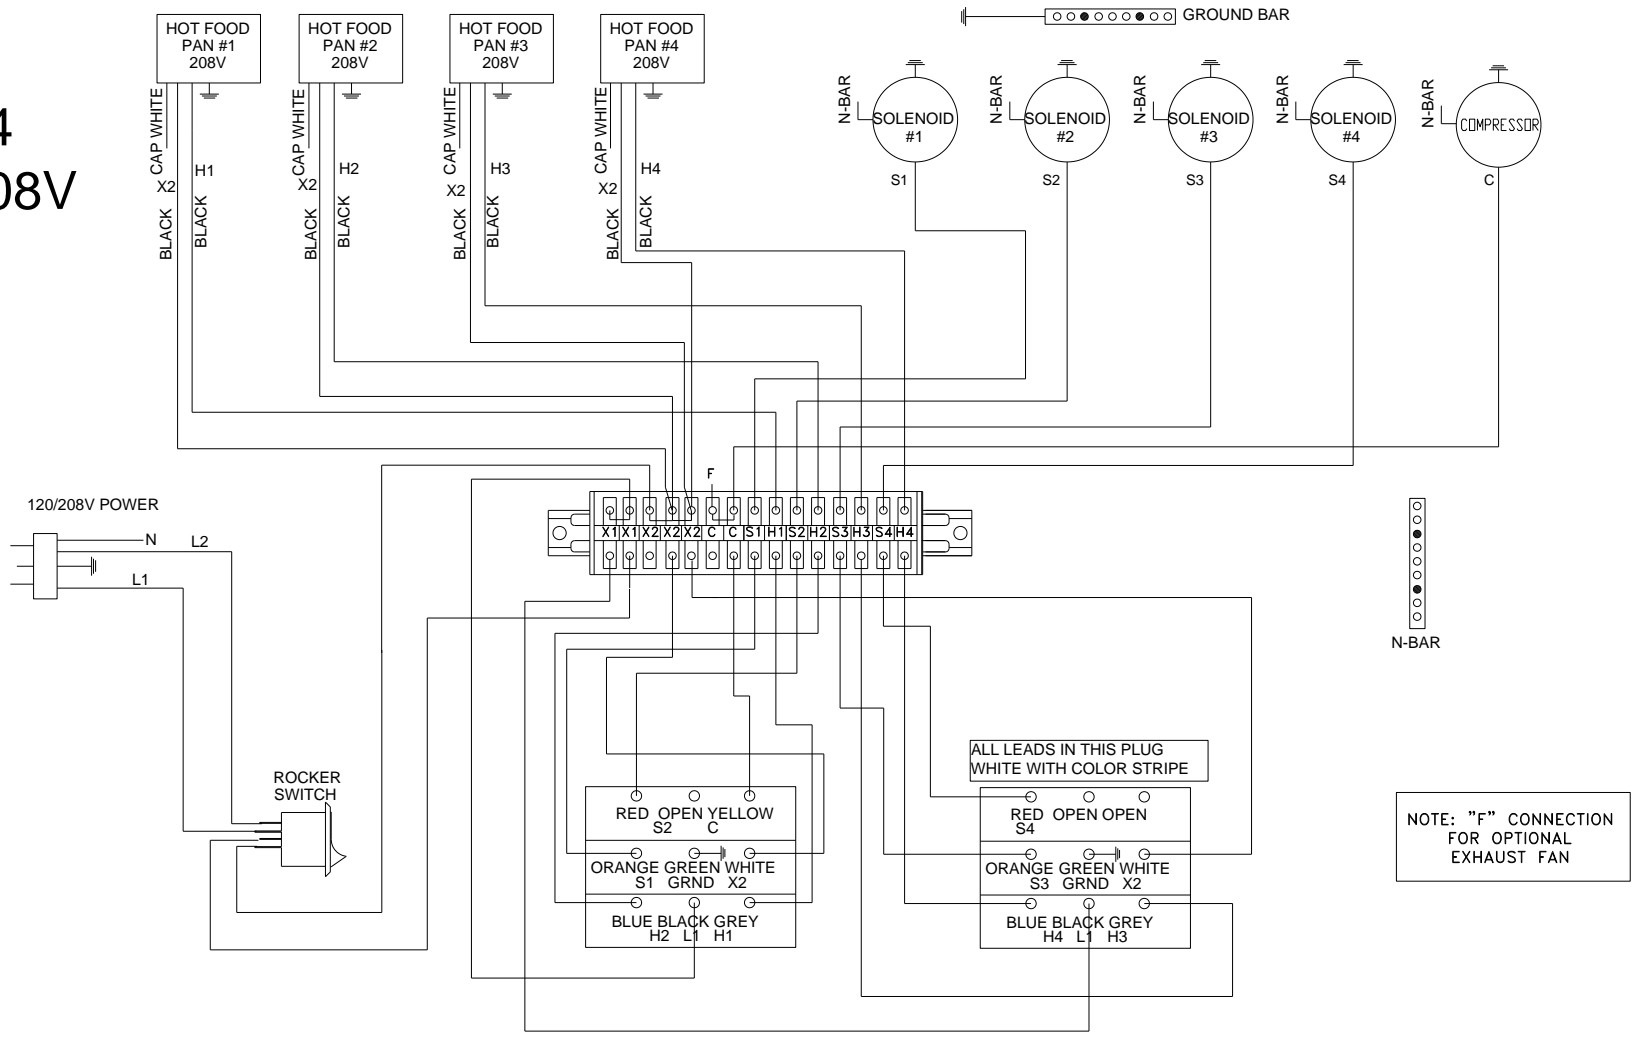 GROUND BAR
HOT FOOD
PAN #1
208V
HOT FOOD
PAN #2
208V
HOT FOOD
PAN #3
208V
HOT FOOD
PAN #4
208V
4
08V
CAP WHITE
X2
H1
BLACK
BLACK
CAP WHITE
X2
H2
BLACK
BLACK
CAP WHITE
X2
H3
BLACK
BLACK
CAP WHITE
X2
H4
BLACK
BLACK
N-BAR
SOLENOID
#1
S1
N-BAR
SOLENOID
#2
S2
N-BAR
SOLENOID
#3
S3
N-BAR
SOLENOID
#4
S4
N-BAR
COMPRESSOR
C
F
X1 X1 X2 X2 X2 C C S1 H1 S2 H2 S3 H3 S4 H4
120/208V POWER
N
L2
L1
N-BAR
ROCKER
SWITCH
RED OPEN YELLOW
S2 C
ORANGE GREEN WHITE
S1 GRND X2
BLUE BLACK GREY
H2 L1 H1
ALL LEADS IN THIS PLUG
WHITE WITH COLOR STRIPE
RED OPEN OPEN
S4
ORANGE GREEN WHITE
S3 GRND X2
BLUE BLACK GREY
H4 L1 H3
NOTE: "F" CONNECTION
FOR OPTIONAL
EXHAUST FAN